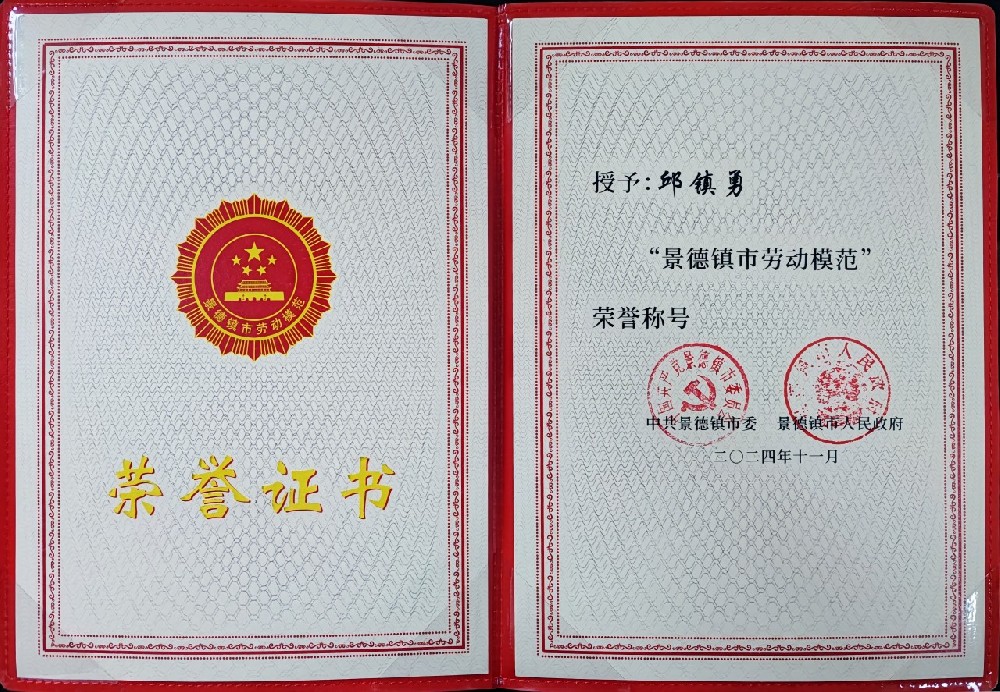 景德镇市劳动模范
荣誉证书
授予：邱镇勇
“景德镇市劳动模范”
荣誉称号
中共景德镇市委 景德镇市人民政府
二〇二四年十一月